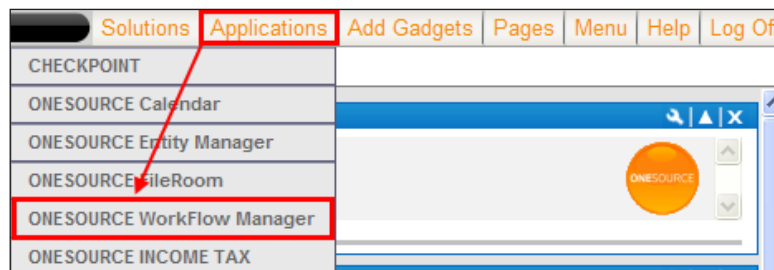 Solutions Applications Add Gadgets Pages Menu Help Log Of
CHECKPOINT
ONESOURCE Calendar
ONESOURCE Entity Manager
ONESOURCE FileRoom
ONESOURCE
ONESOURCE WorkFlow Manager
ONESOURCE INCOME TAX